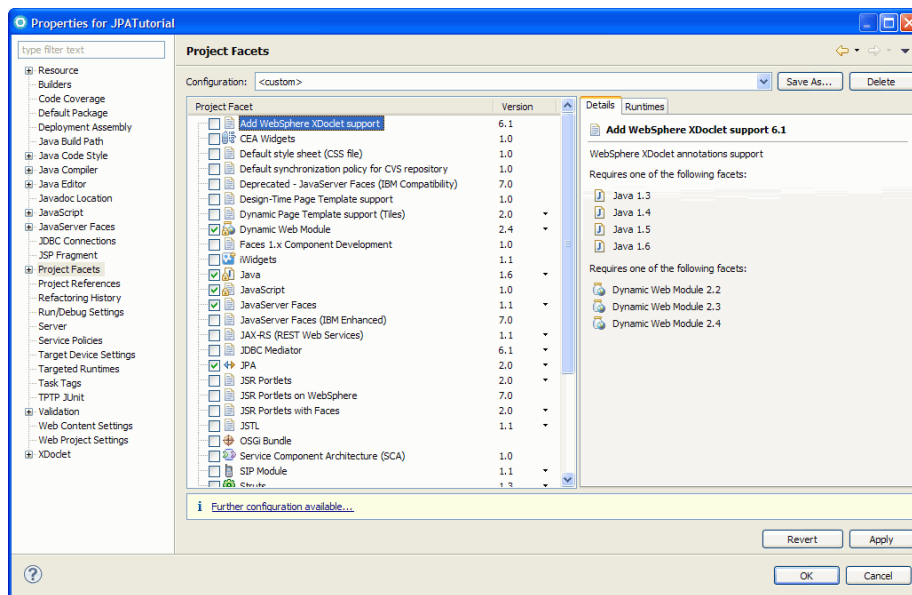 Properties for JPATutorial
type filter text
Resource
Builders
Code Coverage
Default Package
Deployment Assembly
Java Build Path
Java Code Style
Java Compiler
Java Editor
Javadoc Location
JavaScript
JavaServer Faces
JDBC Connections
JSP Fragment
Project Facets
Project References
Refactoring History
Run/Debug Settings
Server
Service Policies
Target Device Settings
Targeted Runtimes
Task Tags
TPTP JUnit
Validation
Web Content Settings
Web Project Settings
XDoclet
Project Facets
Configuration: <custom> Save As... Delete
Project Facet Version
Add WebSphere XDoclet support 6.1
CEA Widgets 1.0
Default style sheet (CSS file) 1.0
Default synchronization policy for CVS repository 1.0
Deprecated - JavaServer Faces (IBM Compatibility) 7.0
Design-Time Page Template support 1.0
Dynamic Page Template support (Tiles) 2.0
Dynamic Web Module 2.4
Faces 1.x Component Development 1.0
iWidgets 1.1
Java 1.6
JavaScript 1.0
JavaServer Faces 1.1
JavaServer Faces (IBM Enhanced) 7.0
JAX-RS (REST Web Services) 1.1
JDBC Mediator 6.1
JPA 2.0
JSR Portlets 2.0
JSR Portlets on WebSphere 7.0
JSR Portlets with Faces 2.0
JSTL 1.1
OSGi Bundle
Service Component Architecture (SCA) 1.0
SIP Module 1.1
Struts 1.3
Details Runtimes
Add WebSphere XDoclet support 6.1
WebSphere XDoclet annotations support
Requires one of the following facets:
Java 1.3
Java 1.4
Java 1.5
Java 1.6
Requires one of the following facets:
Dynamic Web Module 2.2
Dynamic Web Module 2.3
Dynamic Web Module 2.4
Further configuration available...
Revert Apply
OK Cancel